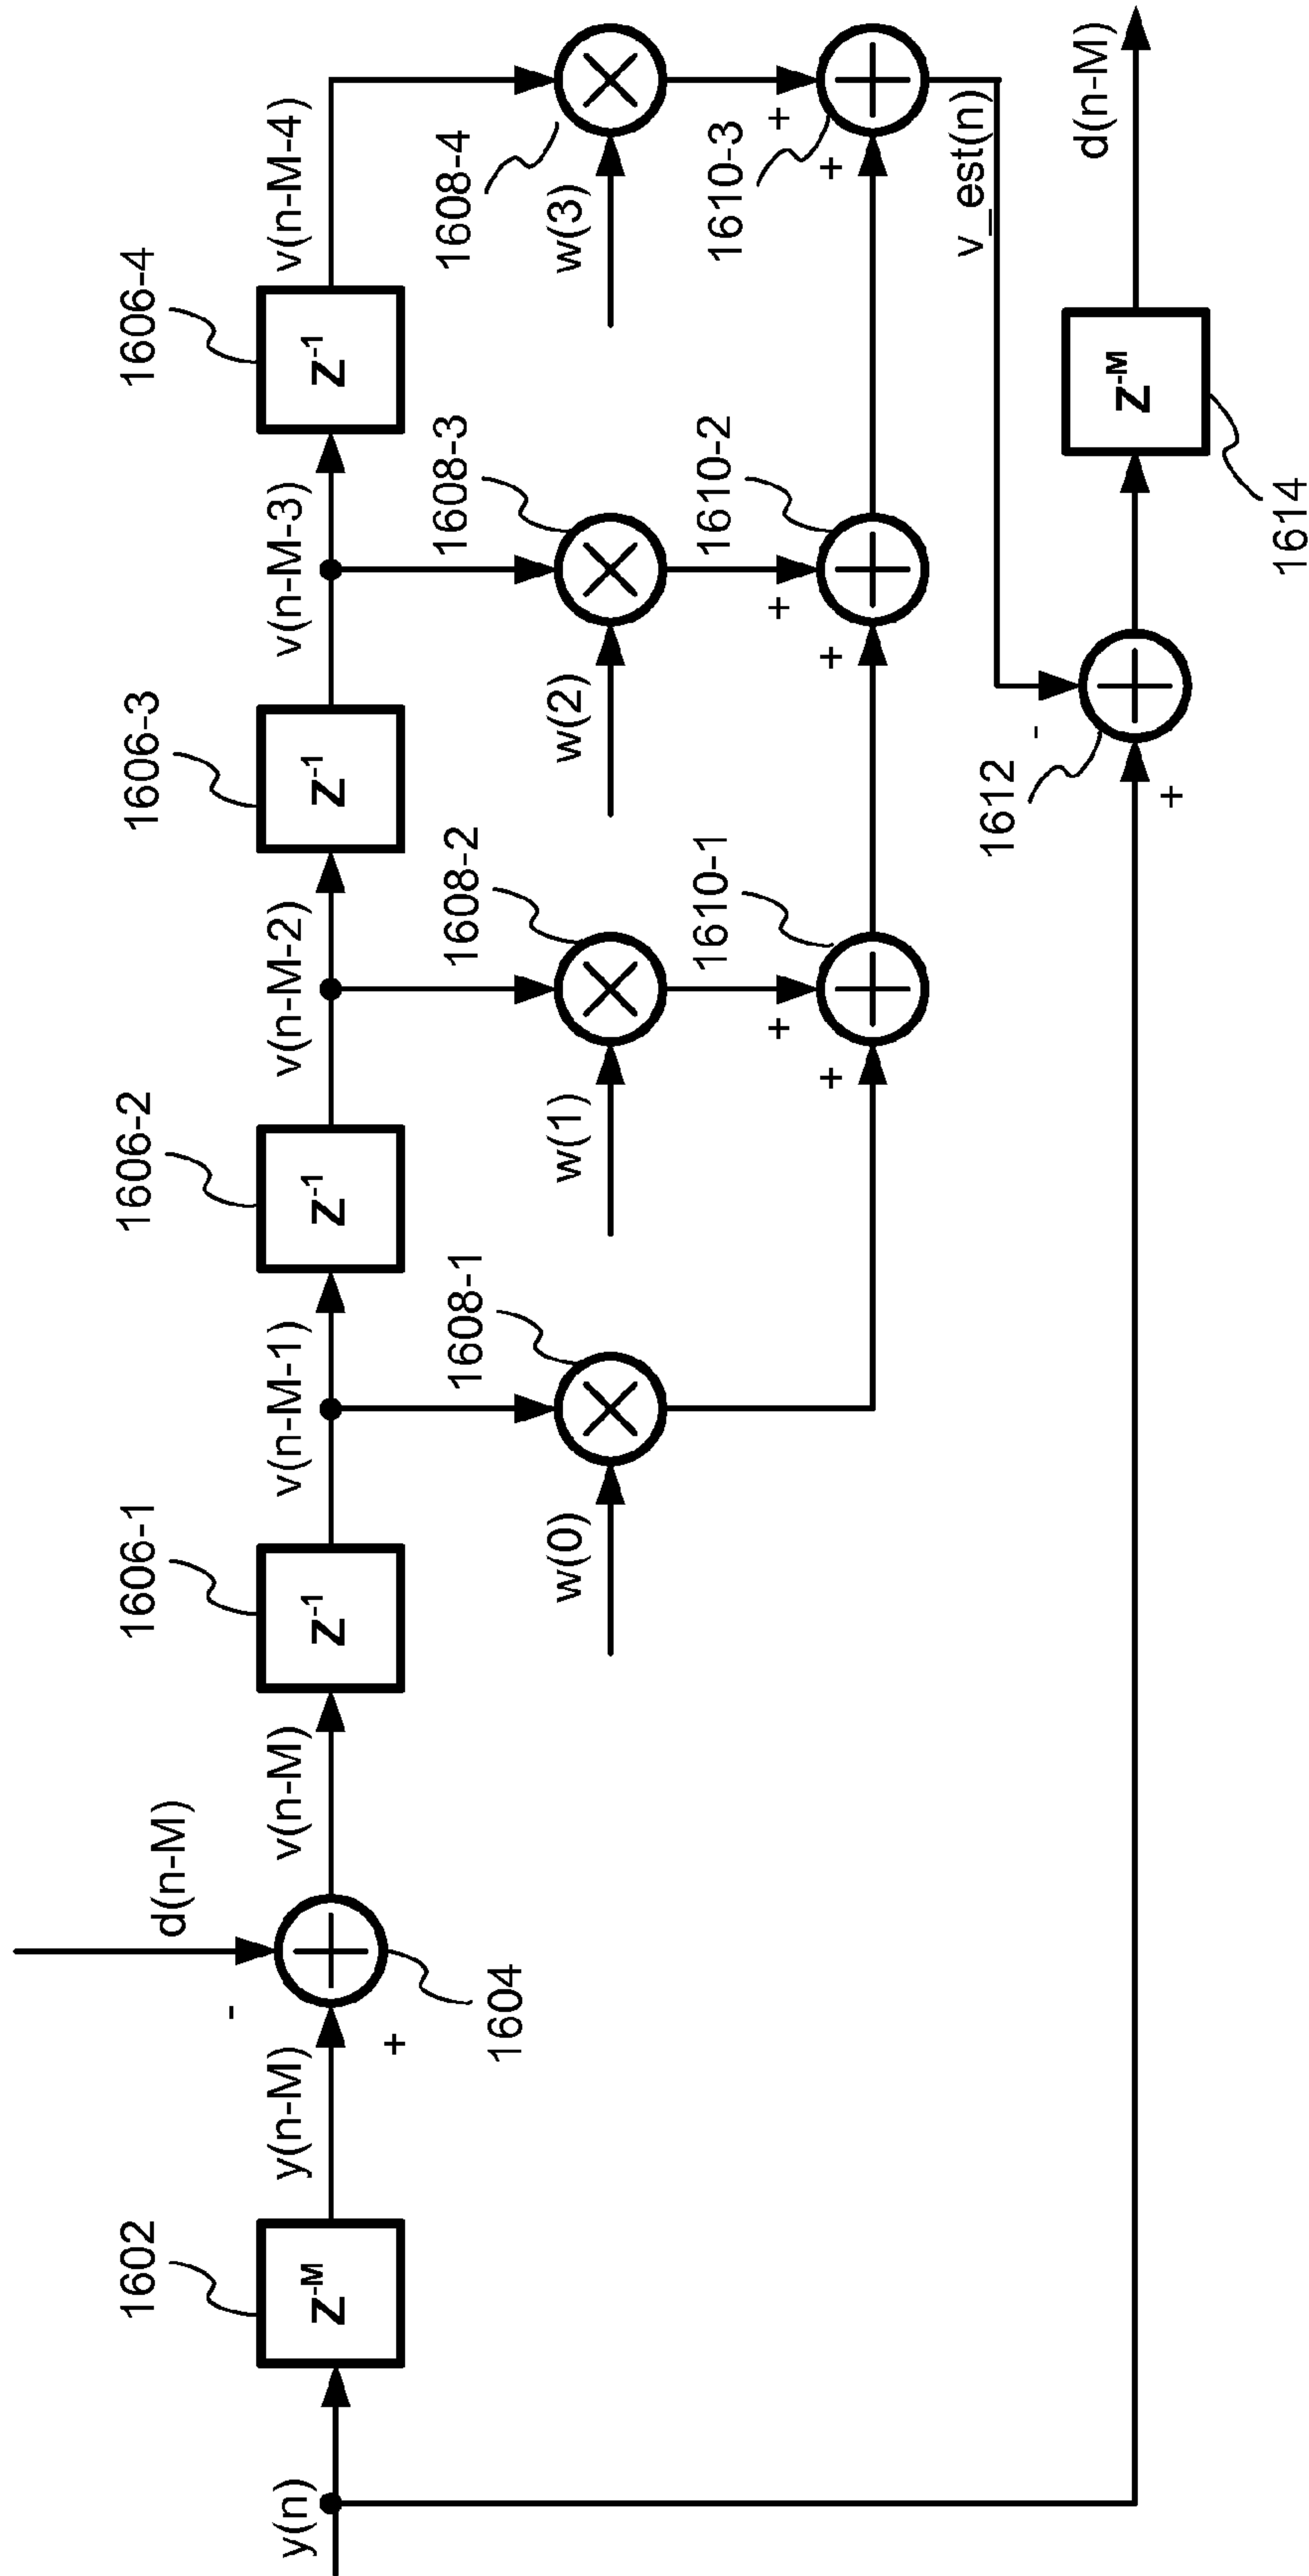 1602
1606-1
1606-2
1606-3
1606-4
d(n-M)
y(n)
Z-M
y(n-M)
-
+
1604
v(n-M)
Z-1
v(n-M-1)
Z-1
v(n-M-2)
Z-1
v(n-M-3)
Z-1
v(n-M-4)
1608-1
1608-2
1608-3
1608-4
w(0)
w(1)
w(2)
w(3)
1610-1
1610-2
1610-3
+
+
+
+
+
+
v_est(n)
1612
-
+
Z-M
d(n-M)
1614